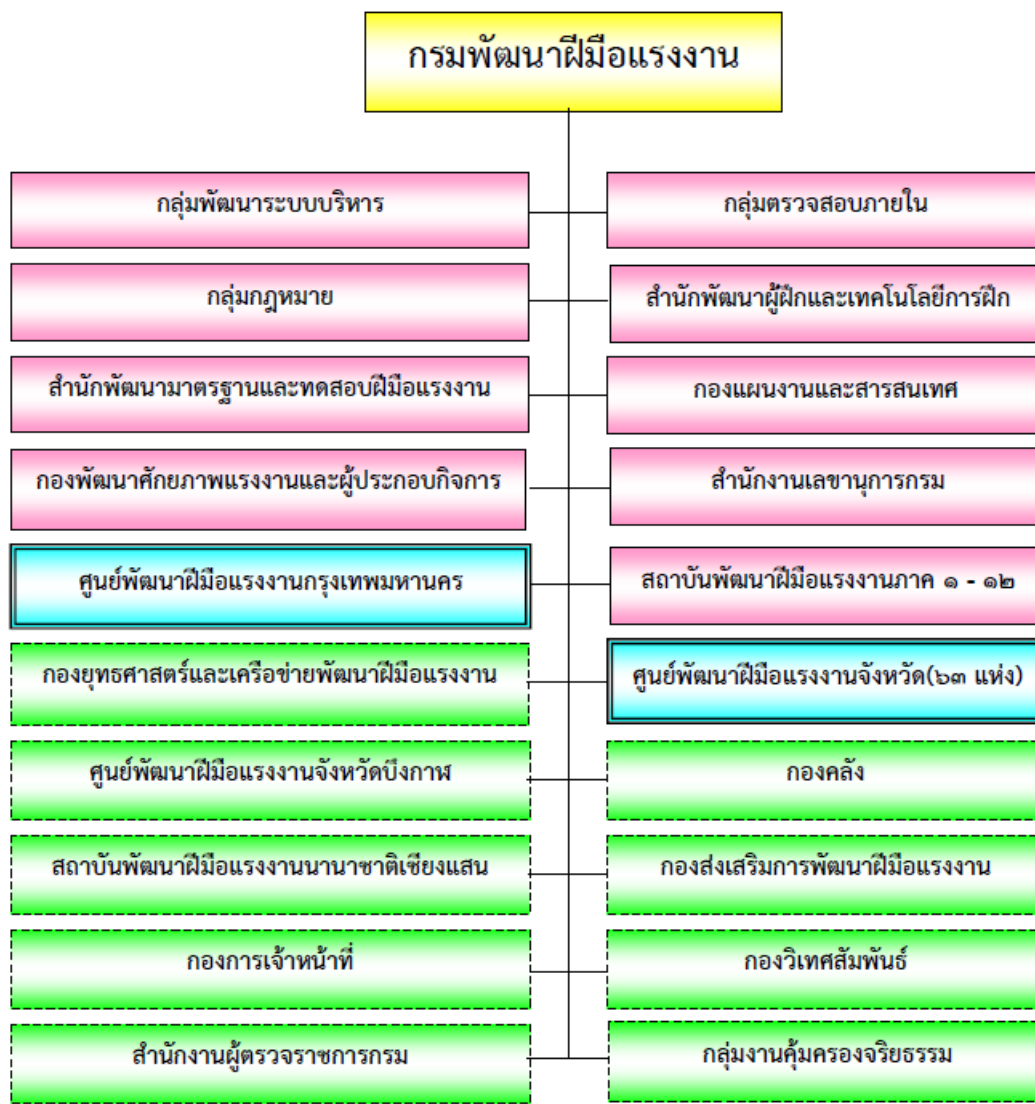 กรมพัฒนาฝีมือแรงงาน
กลุ่มพัฒนาระบบบริหาร
กลุ่มตรวจสอบภายใน
กลุ่มกฎหมาย
สำนักพัฒนาผู้ฝึกและเทคโนโลยีการฝึก
สำนักพัฒนามาตรฐานและทดสอบฝีมือแรงงาน
กองแผนงานและสารสนเทศ
กองพัฒนาศักยภาพแรงงานและผู้ประกอบกิจการ
สำนักงานเลขานุการกรม
ศูนย์พัฒนาฝีมือแรงงานกรุงเทพมหานคร
สถาบันพัฒนาฝีมือแรงงานภาค ๑ - ๑๒
กองยุทธศาสตร์และเครือข่ายพัฒนาฝีมือแรงงาน
ศูนย์พัฒนาฝีมือแรงงานจังหวัด(๖๓ แห่ง)
ศูนย์พัฒนาฝีมือแรงงานจังหวัดบึงกาฬ
กองคลัง
สถาบันพัฒนาฝีมือแรงงานนานาชาติเชียงแสน
กองส่งเสริมการพัฒนาฝีมือแรงงาน
กองการเจ้าหน้าที่
กองวิเทศสัมพันธ์
สำนักงานผู้ตรวจราชการกรม
กลุ่มงานคุ้มครองจริยธรรม